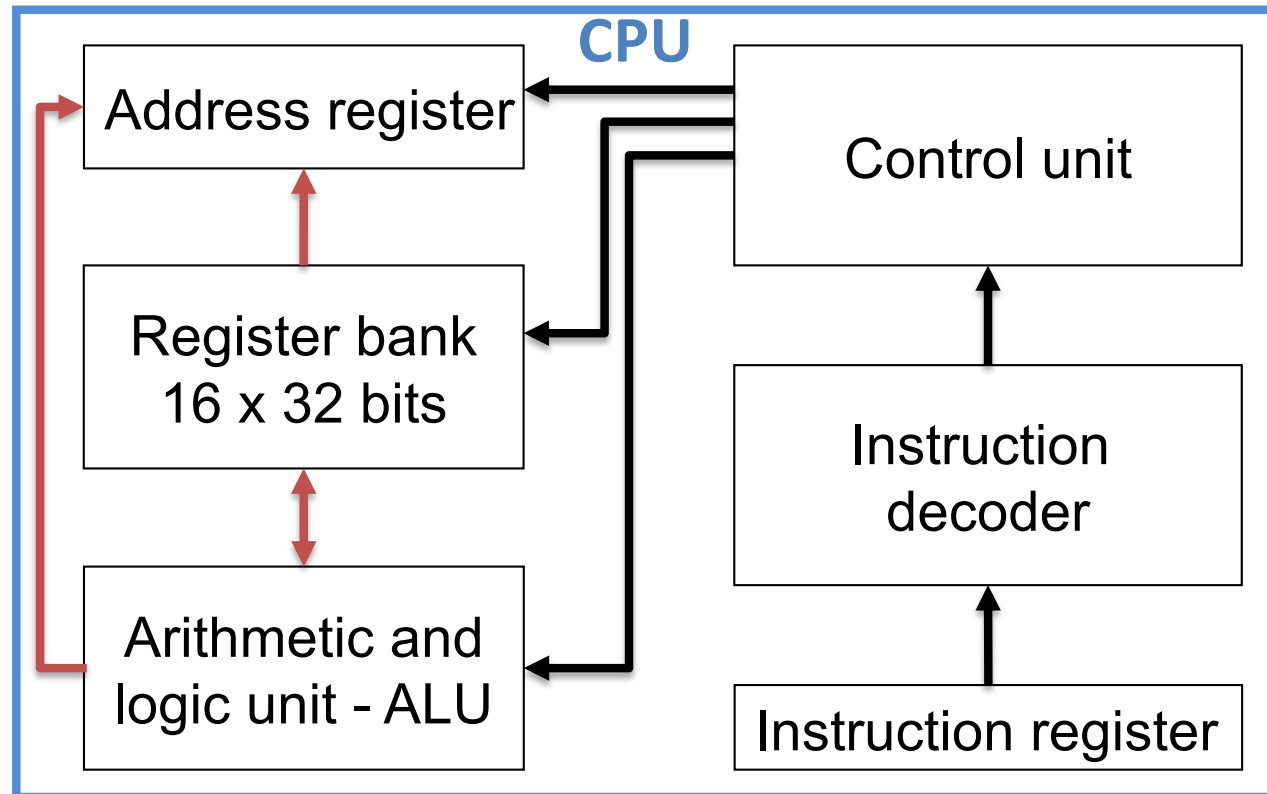 CPU
Address register
Control unit
Register bank
16 x 32 bits
Instruction
decoder
Arithmetic and
logic unit - ALU
Instruction register